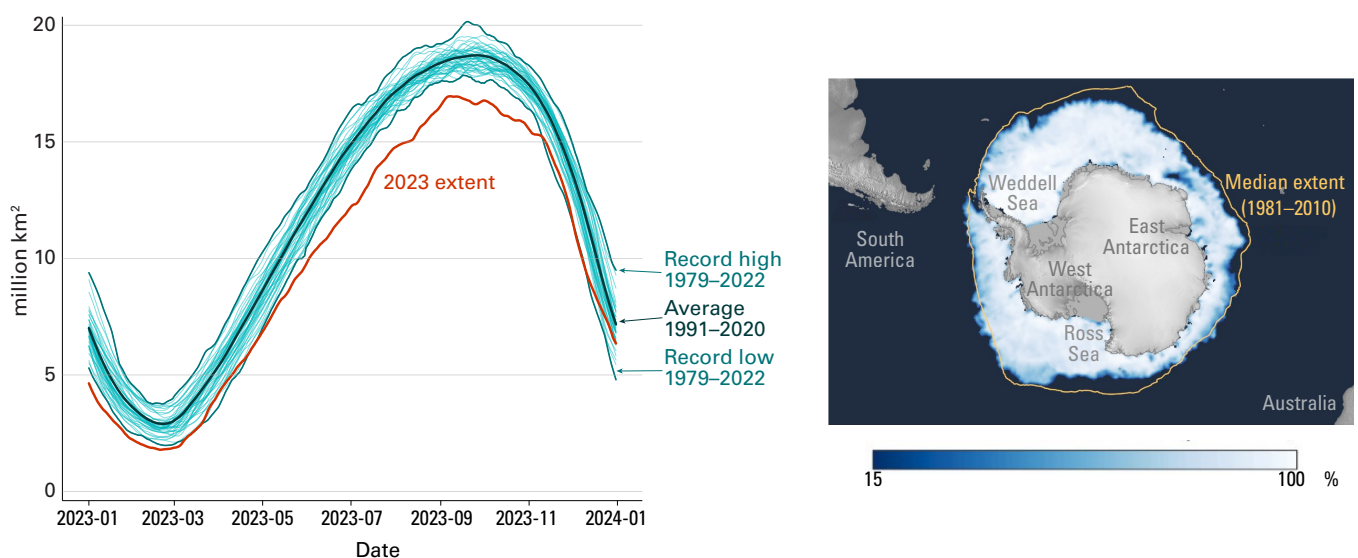 20
15
10
5
0
million km²
2023-01
2023-03
2023-05
2023-07
2023-09
2023-11
2024-01
Date
2023 extent
Record high
1979–2022
Average
1991–2020
Record low
1979–2022
Weddell
Sea
South
America
East
Antarctica
West
Antarctica
Ross
Sea
Median extent
(1981–2010)
Australia
15
100
%